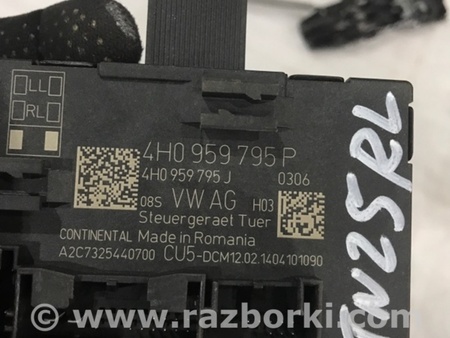 LL
RL
4H0 959 795 P
4H0 959 795 J 0306
08S VW AG H03
Steuergeraet Tuer
CONTINENTAL Made in Romania
A2C7325440700 CU5-DCM12.02.1404101090
www.razborki.com